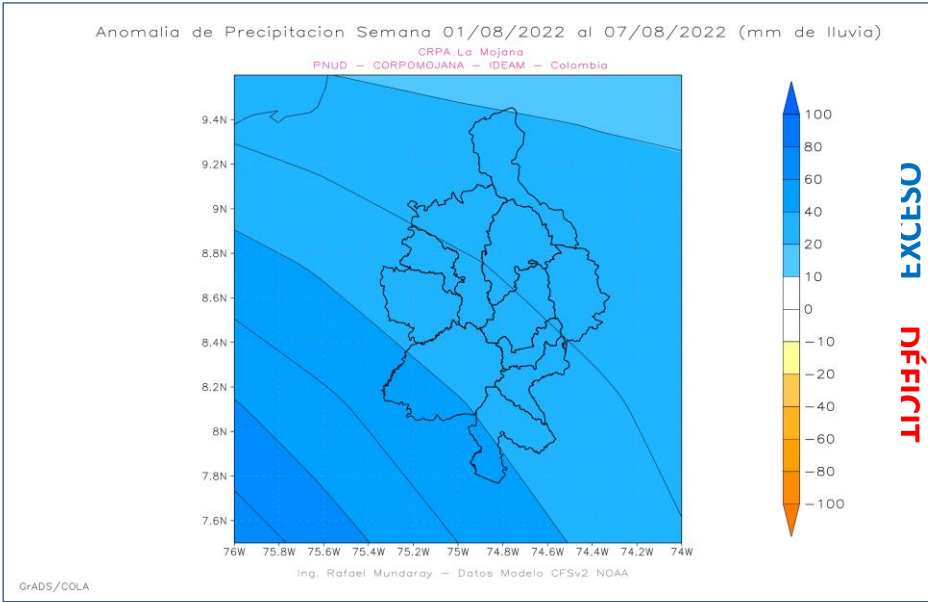 Anomalia de Precipitacion Semana 01/08/2022 al 07/08/2022 (mm de lluvia)
CRPA La Mojana
PNUD – CORPOMOJANA – IDEAM – Colombia
9.4N
9.2N
9N
8.8N
8.6N
8.4N
8.2N
8N
7.8N
7.6N
76W 75.8W 75.6W 75.4W 75.2W 75W 74.8W 74.6W 74.4W 74.2W 74W
100
80
60
40
20
10
0
−10
−20
−40
−60
−80
−100
EXCESO
DÉFICIT
Ing. Rafael Mundaray – Datos Modelo CFSv2 NOAA
GrADS/COLA